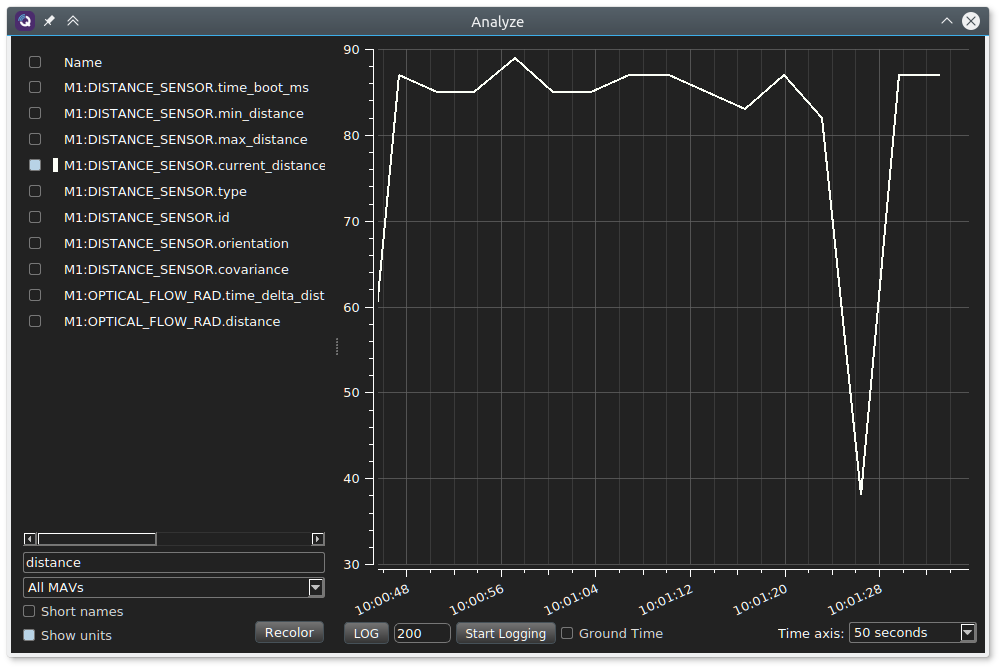 Analyze
Name
M1:DISTANCE_SENSOR.time_boot_ms
M1:DISTANCE_SENSOR.min_distance
M1:DISTANCE_SENSOR.max_distance
M1:DISTANCE_SENSOR.current_distance
M1:DISTANCE_SENSOR.type
M1:DISTANCE_SENSOR.id
M1:DISTANCE_SENSOR.orientation
M1:DISTANCE_SENSOR.covariance
M1:OPTICAL_FLOW_RAD.time_delta_dist
M1:OPTICAL_FLOW_RAD.distance
distance
All MAVs
Short names
Show units
Recolor
90
80
70
60
50
40
30
10:00:48
10:00:56
10:01:04
10:01:12
10:01:20
10:01:28
LOG
200
Start Logging
Ground Time
Time axis:
50 seconds